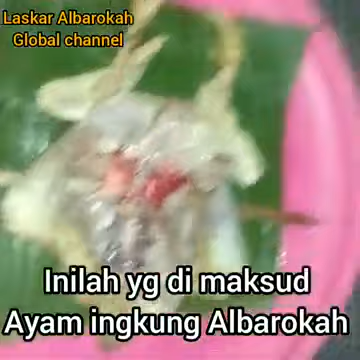 Laskar Albarokah
Global channel
Inilah yg di maksud
Ayam ingkung Albarokah